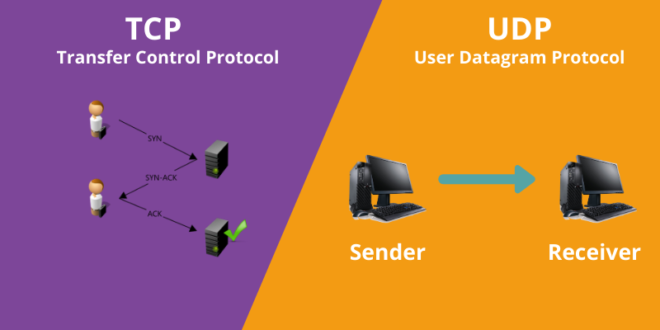 TCP
Transfer Control Protocol
SYN
SYN-ACK
ACK
UDP
User Datagram Protocol
Sender
Receiver